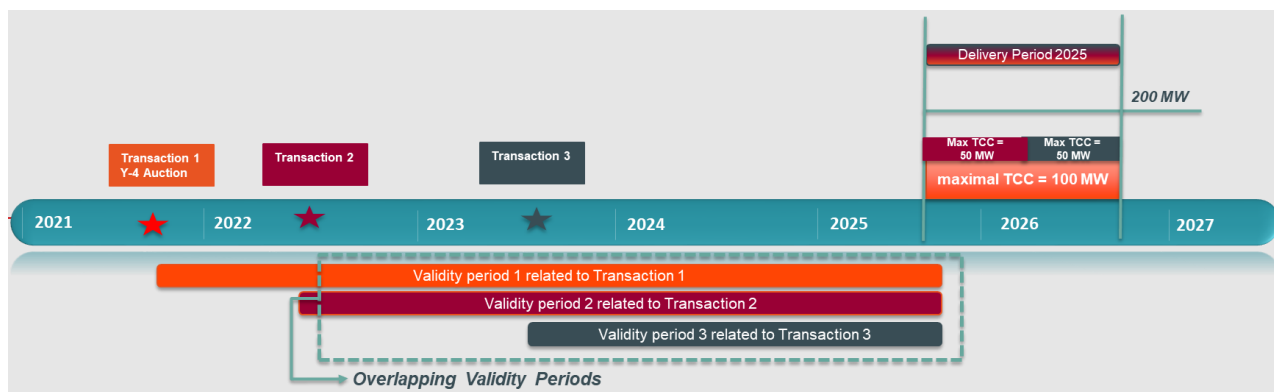 Delivery Period 2025
200 MW
Transaction 1
Y-4 Auction
Transaction 2
Transaction 3
Max TCC =
50 MW
Max TCC =
50 MW
maximal TCC = 100 MW
2021
2022
2023
2024
2025
2026
2027
Validity period 1 related to Transaction 1
Validity period 2 related to Transaction 2
Validity period 3 related to Transaction 3
Overlapping Validity Periods